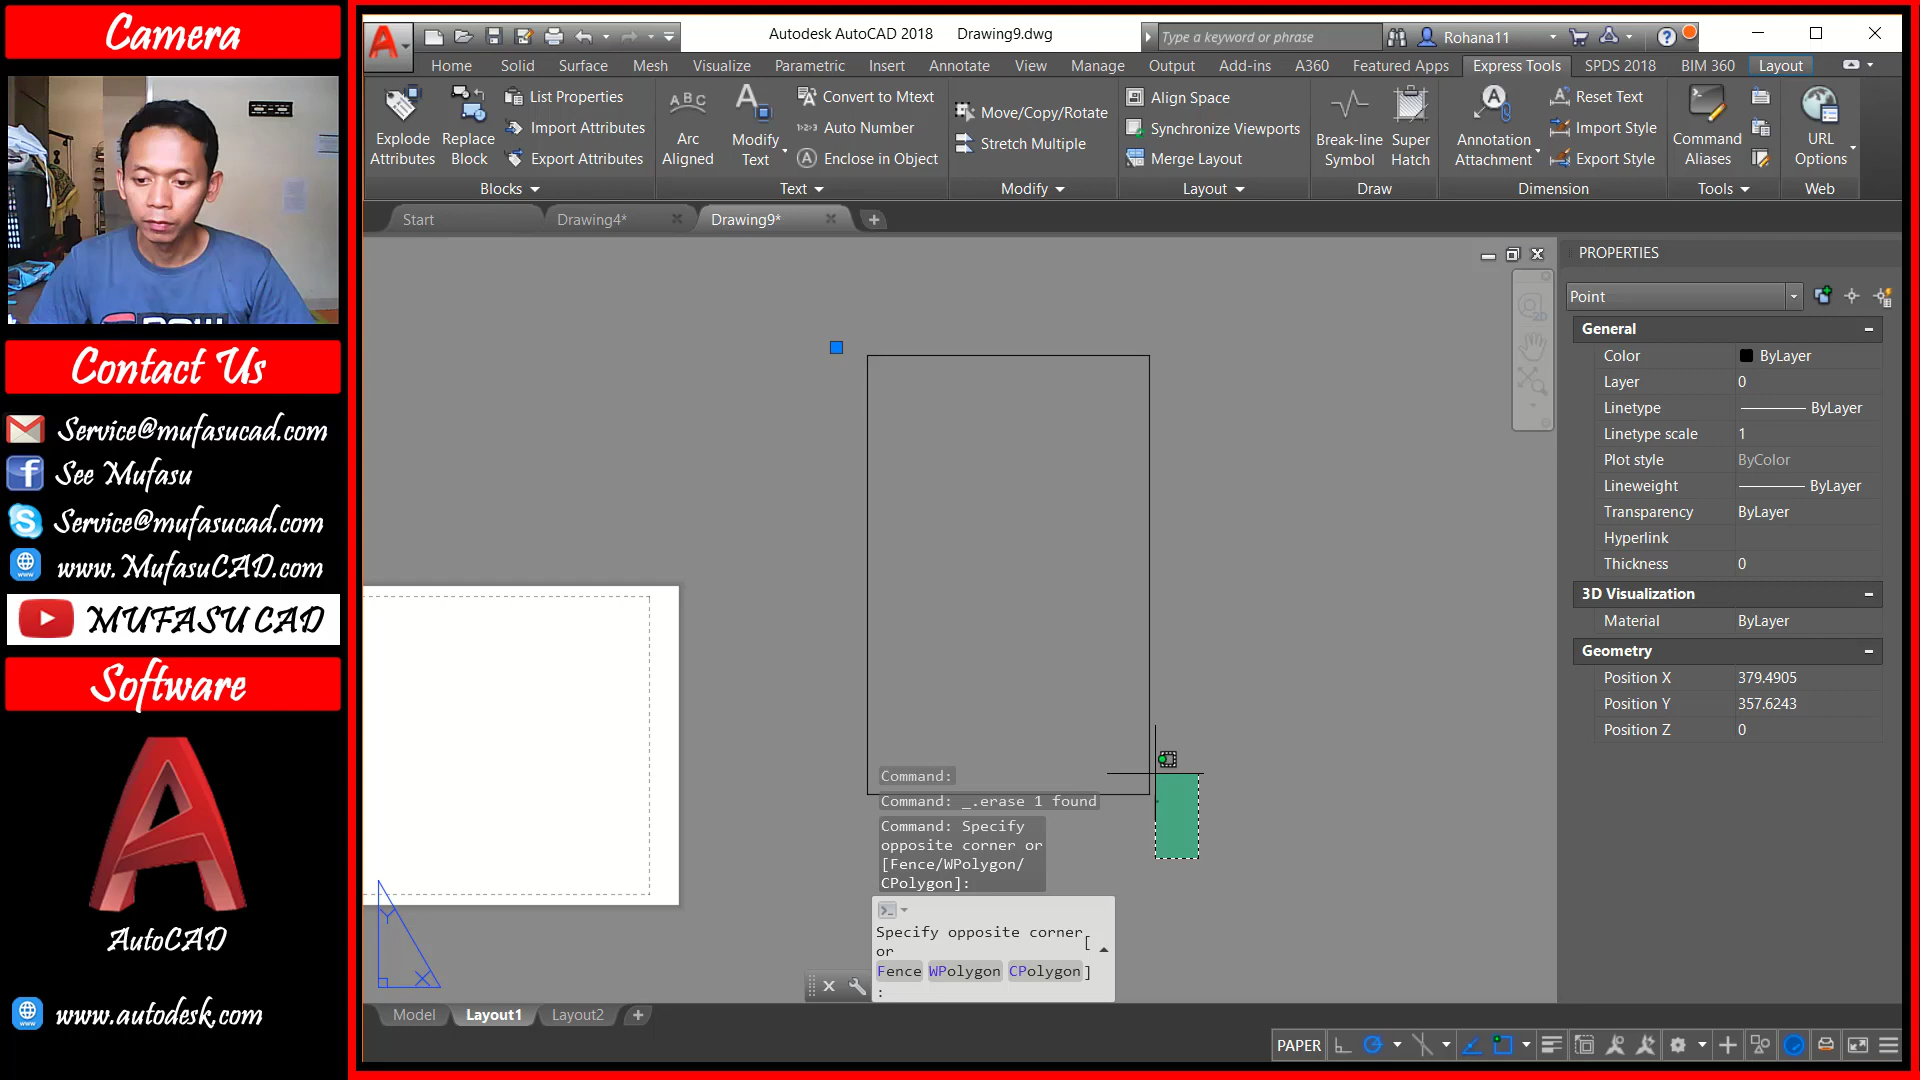 Camera
Contact Us
Service@mufasucad.com
See Mufasu
Service@mufasucad.com
www.MufasuCAD.com
MUFASU CAD
Software
AutoCAD
www.autodesk.com
Autodesk AutoCAD 2018 Drawing9.dwg
Type a keyword or phrase
Rohana11
Home Solid Surface Mesh Visualize Parametric Insert Annotate View Manage Output Add-ins A360 Featured Apps Express Tools SPDS 2018 BIM 360 Layout
Explode Attributes
Replace Block
List Properties
Import Attributes
Export Attributes
Blocks
Arc Aligned
Modify Text
Convert to Mtext
Auto Number
Enclose in Object
Text
Move/Copy/Rotate
Stretch Multiple
Modify
Align Space
Synchronize Viewports
Merge Layout
Layout
Break-line Symbol
Super Hatch
Draw
Annotation Attachment
Reset Text
Import Style
Export Style
Dimension
Command Aliases
Tools
URL Options
Web
Start Drawing4* Drawing9*
PROPERTIES
Point
General
Color ByLayer
Layer 0
Linetype ByLayer
Linetype scale 1
Plot style ByColor
Lineweight ByLayer
Transparency ByLayer
Hyperlink
Thickness 0
3D Visualization
Material ByLayer
Geometry
Position X 379.4905
Position Y 357.6243
Position Z 0
Command:
Command: _.erase 1 found
Command: Specify
opposite corner or
[Fence/WPolygon/
CPolygon]:
Specify opposite corner
or [
Fence WPolygon CPolygon]
:
Y
X
Model Layout1 Layout2
PAPER